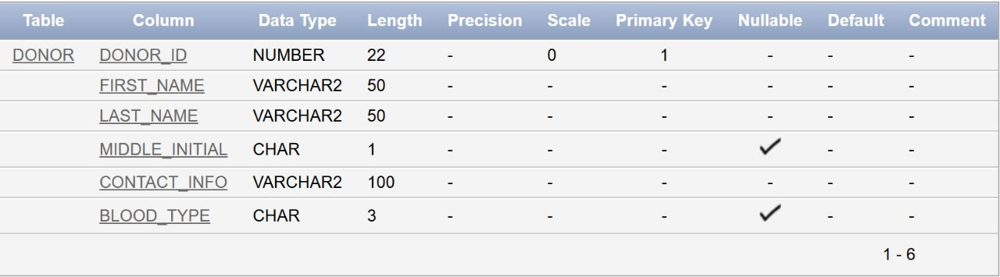 Table Column Data Type Length Precision Scale Primary Key Nullable Default Comment
DONOR DONOR_ID NUMBER 22 - 0 1 - - -
FIRST_NAME VARCHAR2 50 - - - - - -
LAST_NAME VARCHAR2 50 - - - - - -
MIDDLE_INITIAL CHAR 1 - - - ✓ - -
CONTACT_INFO VARCHAR2 100 - - - - - -
BLOOD_TYPE CHAR 3 - - - ✓ - -
1 - 6